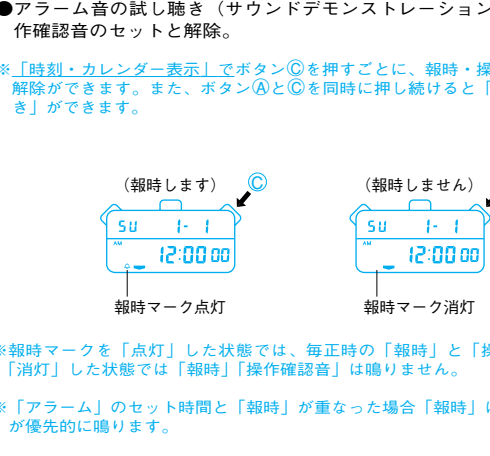 ●アラーム音の試し聴き（サウンドデモンストレーション
作確認音のセットと解除。
※「時刻・カレンダー表示」でボタンⒸを押すごとに、報時・操
解除ができます。また、ボタンⒶとⒸを同時に押し続けると「
き」ができます。
（報時します） Ⓒ （報時しません）
SU 1- 1 SU 1- 1
AM AM
12:00 00 12:00 00
報時マーク点灯 報時マーク消灯
※報時マークを「点灯」した状態では、毎正時の「報時」と「操
「消灯」した状態では「報時」「操作確認音」は鳴りません。
※「アラーム」のセット時間と「報時」が重なった場合「報時」に
が優先的に鳴ります。